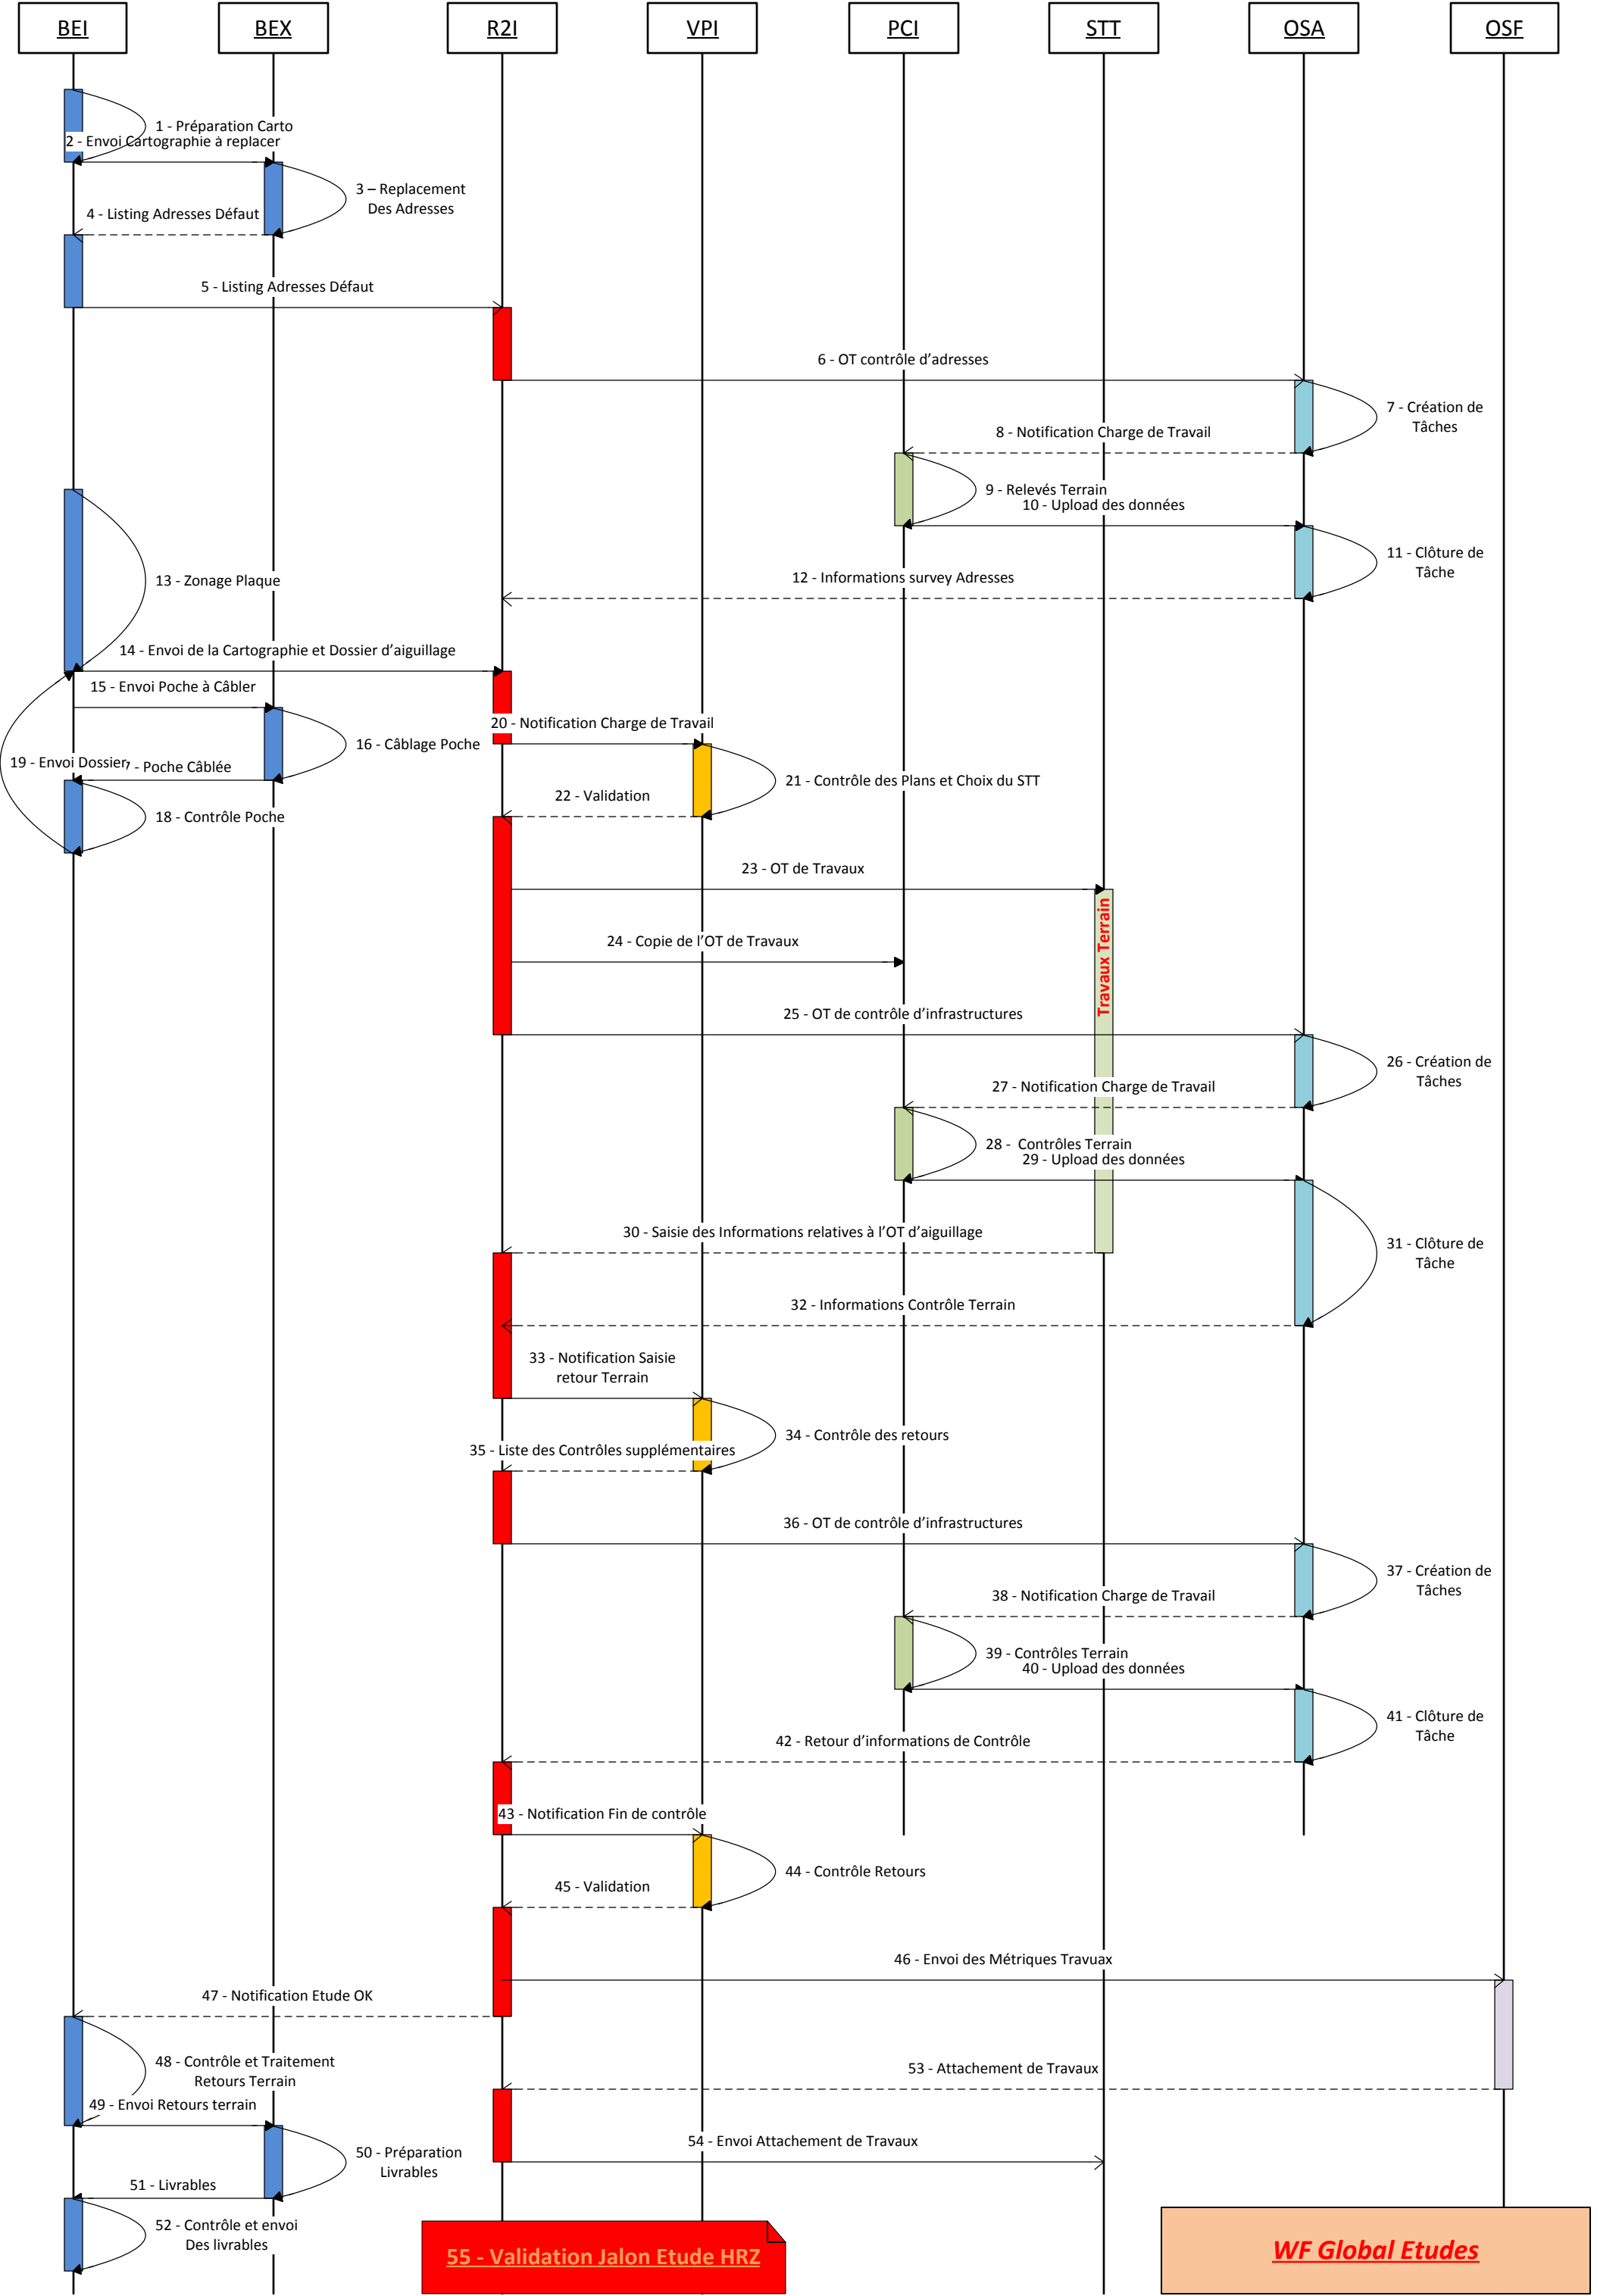 BEI
BEX
R2I
VPI
PCI
STT
OSA
OSF
1 - Préparation Carto
2 - Envoi Cartographie à replacer
3 – Replacement
Des Adresses
4 - Listing Adresses Défaut
5 - Listing Adresses Défaut
6 - OT contrôle d'adresses
7 - Création de
Tâches
8 - Notification Charge de Travail
9 - Relevés Terrain
10 - Upload des données
11 - Clôture de
Tâche
12 - Informations survey Adresses
13 - Zonage Plaque
14 - Envoi de la Cartographie et Dossier d'aiguillage
15 - Envoi Poche à Câbler
20 - Notification Charge de Travail
16 - Câblage Poche
19 - Envoi Dossier
- Poche Câblée
21 - Contrôle des Plans et Choix du STT
22 - Validation
18 - Contrôle Poche
23 - OT de Travaux
Travaux Terrain
24 - Copie de l'OT de Travaux
25 - OT de contrôle d'infrastructures
26 - Création de
Tâches
27 - Notification Charge de Travail
28 - Contrôles Terrain
29 - Upload des données
30 - Saisie des Informations relatives à l'OT d'aiguillage
31 - Clôture de
Tâche
32 - Informations Contrôle Terrain
33 - Notification Saisie
retour Terrain
34 - Contrôle des retours
35 - Liste des Contrôles supplémentaires
36 - OT de contrôle d'infrastructures
37 - Création de
Tâches
38 - Notification Charge de Travail
39 - Contrôles Terrain
40 - Upload des données
41 - Clôture de
Tâche
42 - Retour d'informations de Contrôle
43 - Notification Fin de contrôle
44 - Contrôle Retours
45 - Validation
46 - Envoi des Métriques Travuax
47 - Notification Etude OK
48 - Contrôle et Traitement
Retours Terrain
53 - Attachement de Travaux
49 - Envoi Retours terrain
54 - Envoi Attachement de Travaux
50 - Préparation
Livrables
51 - Livrables
52 - Contrôle et envoi
Des livrables
55 - Validation Jalon Etude HRZ
WF Global Etudes